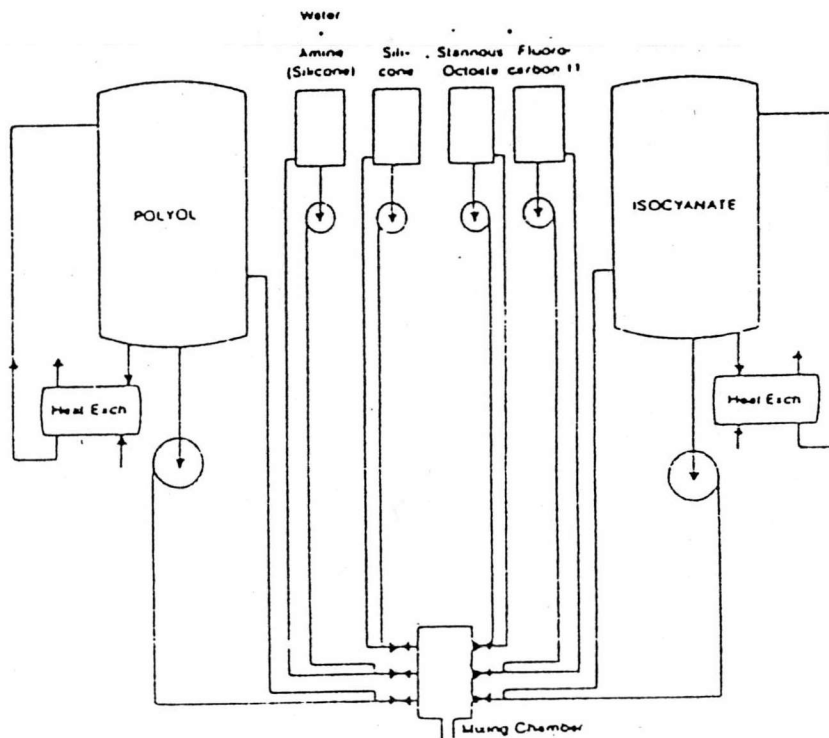 Water
+
Amine
(Silicone)
Sili-
cone
Stannous
Octoate
Fluoro-
carbon 11
POLYOL
ISOCYANATE
Heat Exch
Heat Exch
Mixing Chamber